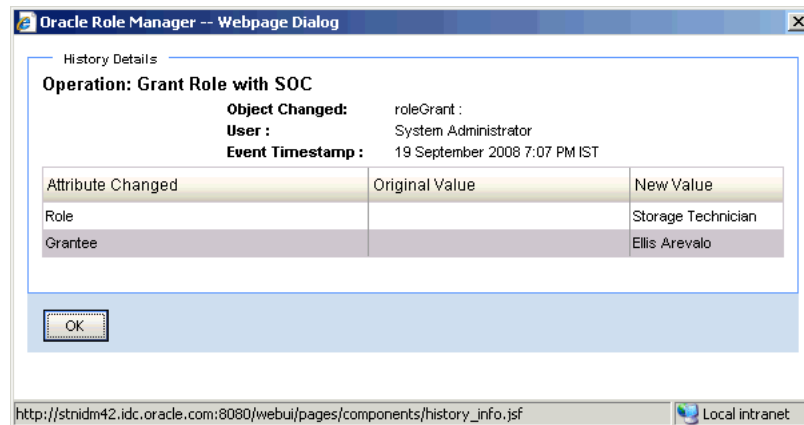 Oracle Role Manager -- Webpage Dialog
History Details
Operation: Grant Role with SOC
Object Changed: roleGrant :
User : System Administrator
Event Timestamp : 19 September 2008 7:07 PM IST
Attribute Changed Original Value New Value
Role Storage Technician
Grantee Ellis Arevalo
OK
http://stnidm42.idc.oracle.com:8080/webui/pages/components/history_info.jsf Local intranet